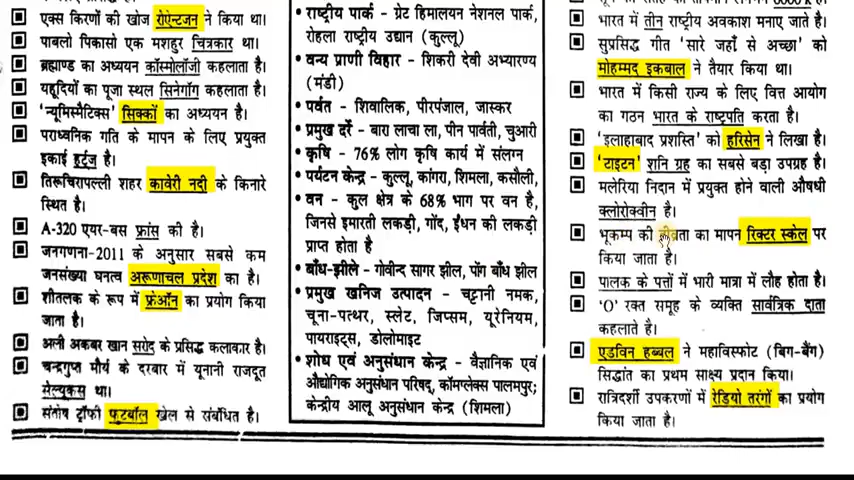 एक्स किरणों की खोज रोएन्टजन ने किया था।
पाबलो पिकासो एक मशहुर चित्रकार था।
ब्रह्माण्ड का अध्ययन कॉस्मोलॉजी कहलाता है।
यहूदियों का पूजा स्थल सिनेगॉग कहलाता है।
'न्यूमिस्मैटिक्स' सिक्कों का अध्ययन है।
पराध्वनिक गति के मापन के लिए प्रयुक्त
इकाई हर्ट्ज है।
तिरूचिरापल्ली शहर कावेरी नदी के किनारे
स्थित है।
A-320 एयर-बस फ्रांस की है।
जनगणना-2011 के अनुसार सबसे कम
जनसंख्या घनत्व अरूणाचल प्रदेश का है।
शीतलक के रूप में फ्रेऑन का प्रयोग किया
जाता है।
अली अकबर खान सरोद के प्रसिद्ध कलाकार है।
चन्द्रगुप्त मौर्य के दरबार में यूनानी राजदूत
सेल्यूकस था।
संतोष ट्रॉफी फुटबॉल खेल से संबंधित है।
• राष्ट्रीय पार्क – ग्रेट हिमालयन नेशनल पार्क,
रोहला राष्ट्रीय उद्यान (कुल्लू)
• वन्य प्राणी विहार – शिकरी देवी अभ्यारण्य
(मंडी)
• पर्वत – शिवालिक, पीरपंजाल, जास्कर
• प्रमुख दर्रे – बारा लाचा ला, पीन पार्वती, चुआरी
• कृषि – 76% लोग कृषि कार्य में संलग्न
• पर्यटन केन्द्र – कुल्लू, कांगरा, शिमला, कसौली,
• वन – कुल क्षेत्र के 68% भाग पर वन है,
जिनसे इमारती लकड़ी, गोंद, ईंधन की लकड़ी
प्राप्त होता है
• बाँध-झीले – गोविन्द सागर झील, पोंग बाँध झील
• प्रमुख खनिज उत्पादन – चट्टानी नमक,
चूना-पत्थर, स्लेट, जिप्सम, यूरेनियम,
पायराइट्स, डोलोमाइट
• शोध एवं अनुसंधान केन्द्र – वैज्ञानिक एवं
औद्योगिक अनुसंधान परिषद्, कॉमप्लेक्स पालमपुर;
केन्द्रीय आलू अनुसंधान केन्द्र (शिमला)
भारत में तीन राष्ट्रीय अवकाश मनाए जाते है।
सुप्रसिद्ध गीत 'सारे जहाँ से अच्छा' को
मोहम्मद इकबाल ने तैयार किया था।
भारत में किसी राज्य के लिए वित्त आयोग
का गठन भारत के राष्ट्रपति करता है।
'इलाहाबाद प्रशस्ति' को हरिसेन ने लिखा है।
'टाइटन' शनि ग्रह का सबसे बड़ा उपग्रह है।
मलेरिया निदान में प्रयुक्त होने वाली औषधी
क्लोरोक्वीन है।
भूकम्प की तीव्रता का मापन रिक्टर स्केल पर
किया जाता है।
पालक के पत्तों में भारी मात्रा में लौह होता है।
'O' रक्त समूह के व्यक्ति सार्वत्रिक दाता
कहलाते है।
एडविन हब्बल ने महाविस्फोट (बिग-बैंग)
सिद्धांत का प्रथम साक्ष्य प्रदान किया।
रात्रिदर्शी उपकरणों में रेडियो तरंगों का प्रयोग
किया जाता है।